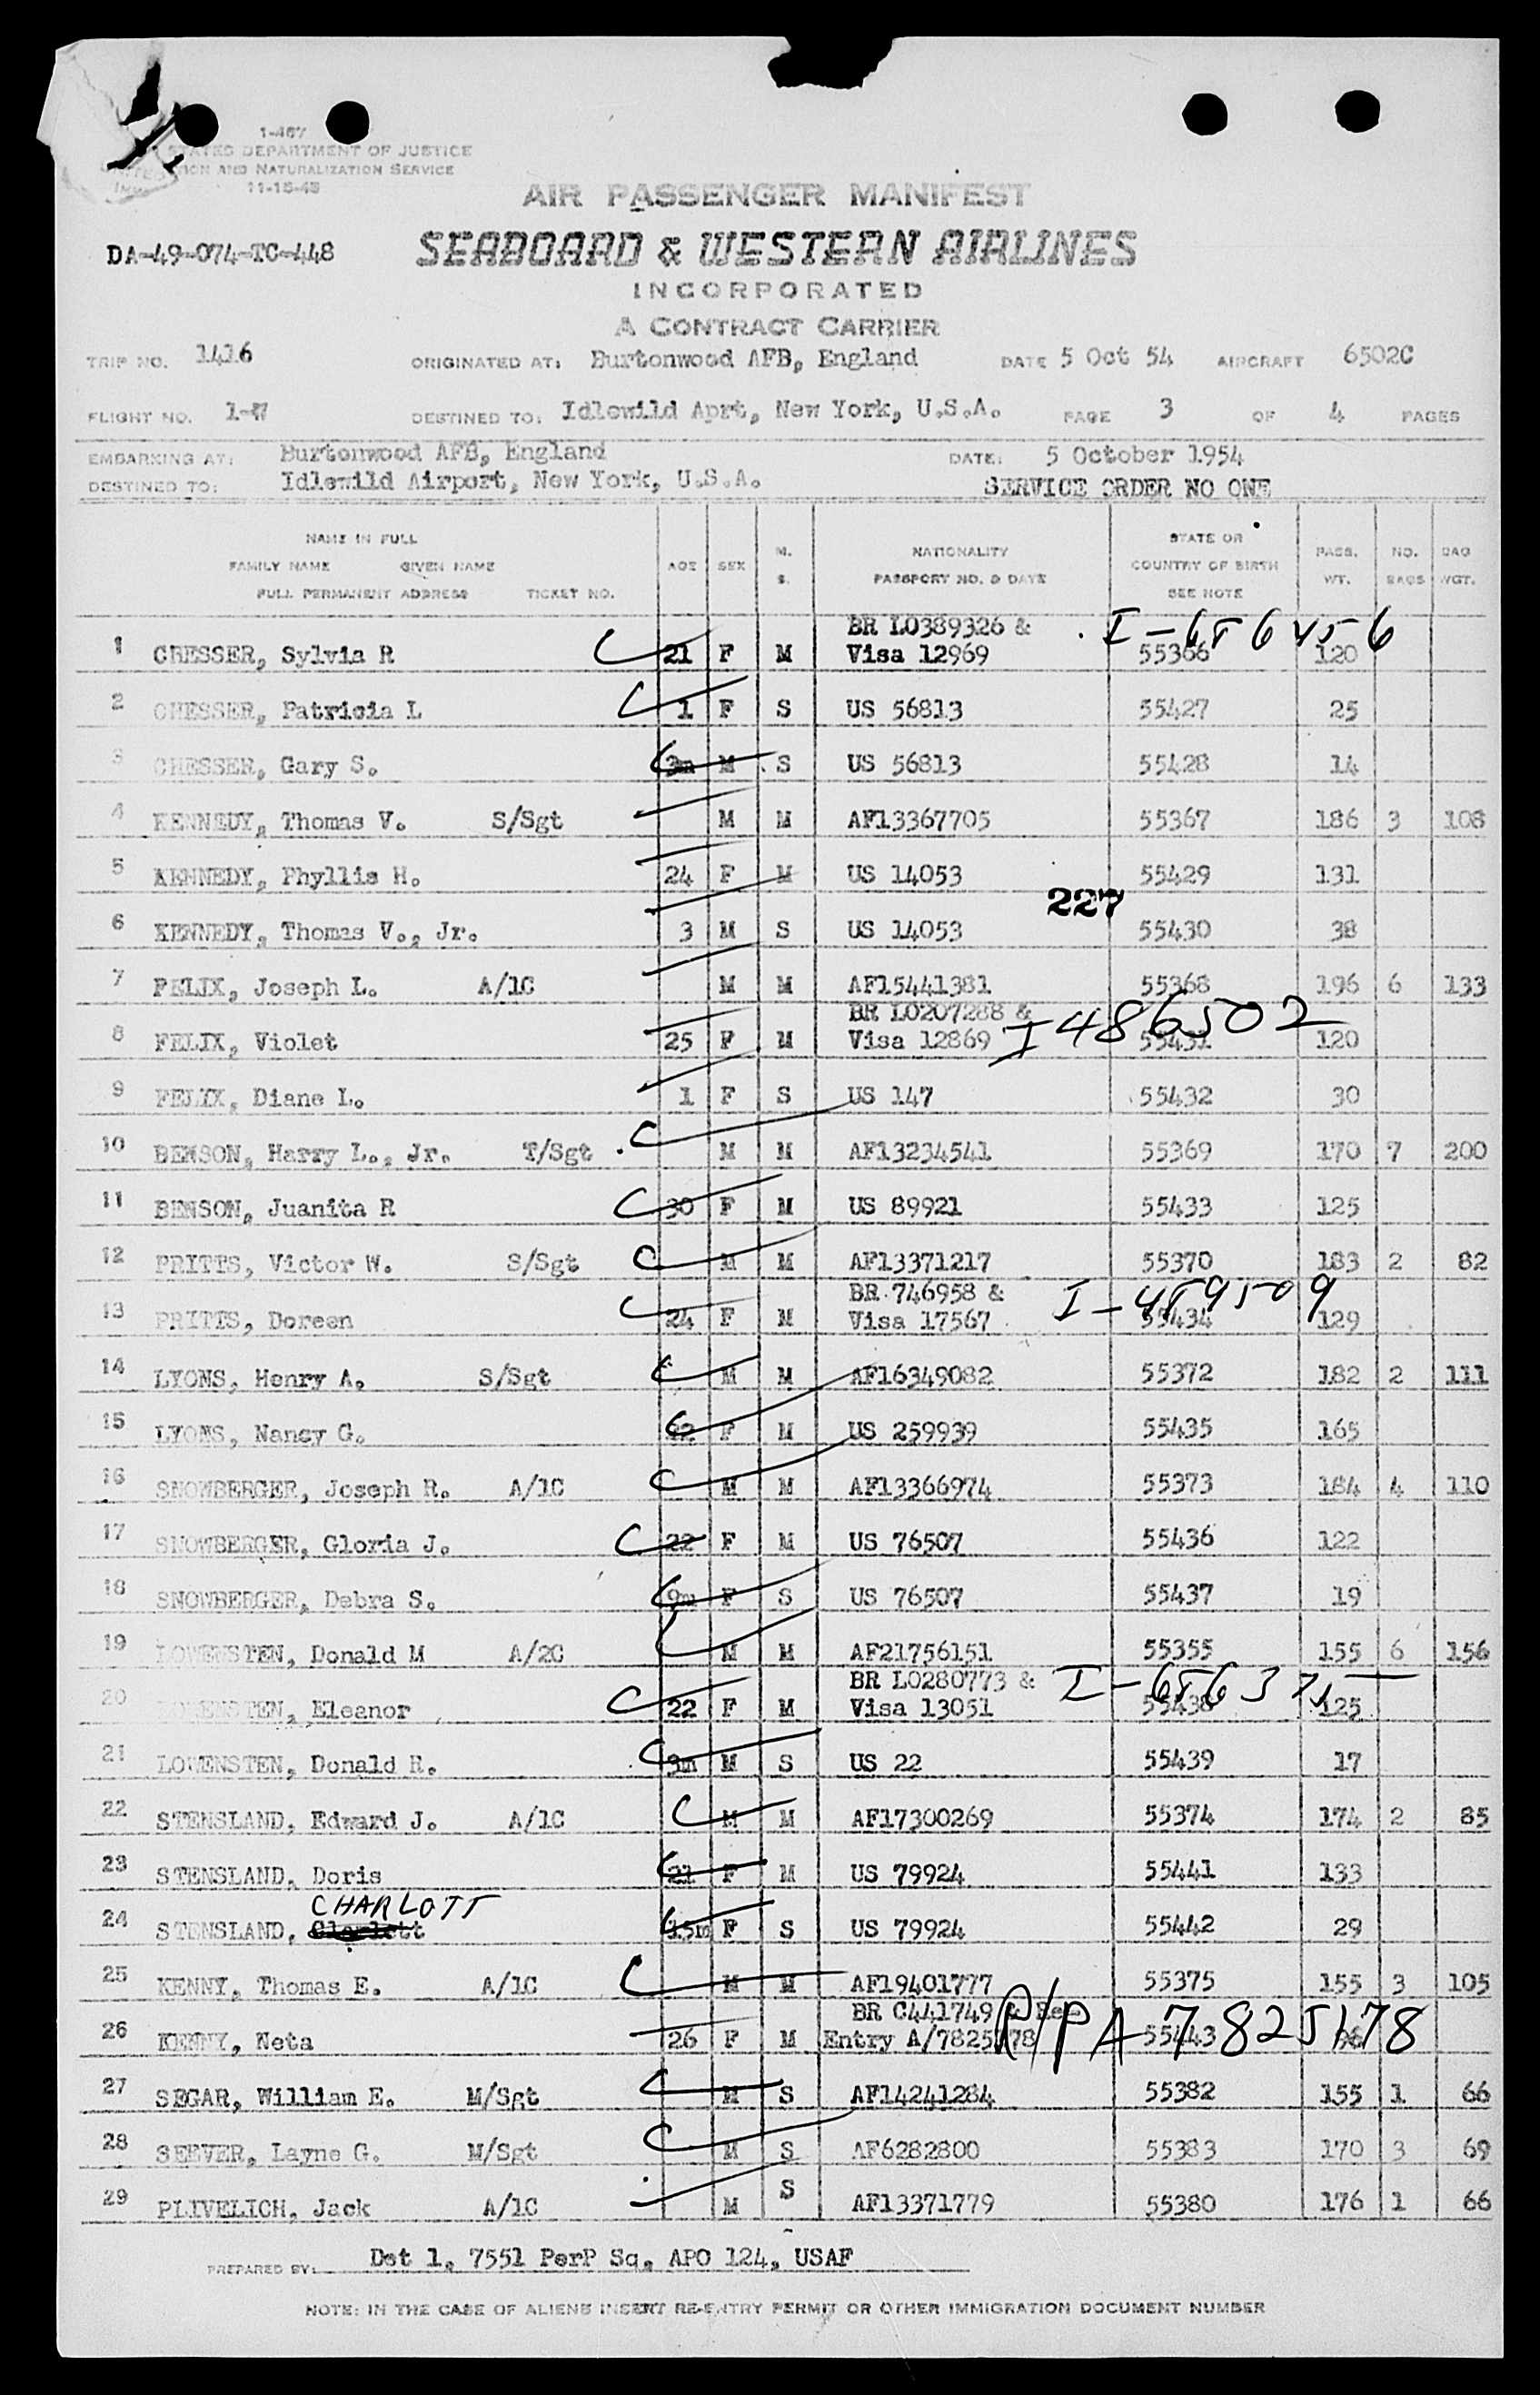 1-467
STATES DEPARTMENT OF JUSTICE
ION AND NATURALIZATION SERVICE
11-15-48
AIR PASSENGER MANIFEST
DA-49-074-TC-448 SEABOARD & WESTERN AIRLINES
INCORPORATED
A CONTRACT CARRIER
TRIP NO. 1416 ORIGINATED AT: Burtonwood AFB, England DATE 5 Oct 54 AIRCRAFT 6502C
FLIGHT NO. DESTINED TO: Idlewild Aprt, New York, U.S.A. PAGE 3 OF 4 PAGES
EMBARKING AT: Burtonwood AFB, England DATE: 5 October 1954
DESTINED TO: Idlewild Airport, New York, U.S.A. SERVICE ORDER NO ONE
NAME IN FULL STATE OR
FAMILY NAME GIVEN NAME AGE SEX M. NATIONALITY COUNTRY OF BIRTH PASS. NO. BAG
FULL PERMANENT ADDRESS TICKET NO. S. PASSPORT NO. & DATE SEE NOTE WT. BAGS WGT.
BR L0389326 &
1 CHESSER, Sylvia R 21 F M Visa 12969 55366 120
2 CHESSER, Patricia L 1 F S US 56813 55427 25
3 CHESSER, Gary S. 3m M S US 56813 55428 14
4 KENNEDY, Thomas V. S/Sgt M M AF13367705 55367 186 3 108
5 KENNEDY, Phyllis H. 24 F M US 14053 55429 131
227
6 KENNEDY, Thomas V., Jr. 3 M S US 14053 55430 38
7 FELIX, Joseph L. A/1C M M AF15441381 55368 196 6 133
BR L0207288 & I 486502
8 FELIX, Violet 25 F M Visa 12869 55431 120
9 FELIX, Diane L. 1 F S US 147 55432 30
10 BENSON, Harry L., Jr. T/Sgt M M AF13234541 55369 170 7 200
11 BENSON, Juanita R 30 F M US 89921 55433 125
12 PRITTS, Victor W. S/Sgt M M AF13371217 55370 183 2 82
BR 746958 &
13 PRITTS, Doreen 24 F M Visa 17567 55434 129
14 LYONS, Henry A. S/Sgt M M AF16349082 55372 182 2 111
15 LYONS, Nancy G. 22 F M US 259939 55435 165
16 SNOWBERGER, Joseph R. A/1C M M AF13366974 55373 184 4 110
17 SNOWBERGER, Gloria J. 22 F M US 76507 55436 122
18 SNOWBERGER, Debra S. 9m F S US 76507 55437 19
19 LOWENSTEN, Donald M A/2C M M AF21756151 55355 155 6 156
BR L0280773 &
20 LOWENSTEN, Eleanor 22 F M Visa 13051 55438 125
21 LOWENSTEN, Donald R. 3m M S US 22 55439 17
22 STENSLAND, Edward J. A/1C M M AF17300269 55374 174 2 85
23 STENSLAND, Doris 21 F M US 79924 55441 133
CHARLOTT
24 STENSLAND, 15m F S US 79924 55442 29
25 KENNY, Thomas E. A/1C M M AF19401777 55375 155 3 105
BR C441749 & Re- R/P A-7825178
26 KENNY, Neta 26 F M Entry A/7825178 55443
27 SEGAR, William E. M/Sgt M S AF14241284 55382 155 1 66
28 SEEVER, Layne G. M/Sgt M S AF6282800 55383 170 3 69
29 PLIVELICH, Jack A/1C M S AF13371779 55380 176 1 66
PREPARED BY: Det 1, 7551 PerP Sq, APO 124, USAF
NOTE: IN THE CASE OF ALIENS INSERT RE-ENTRY PERMIT OR OTHER IMMIGRATION DOCUMENT NUMBER